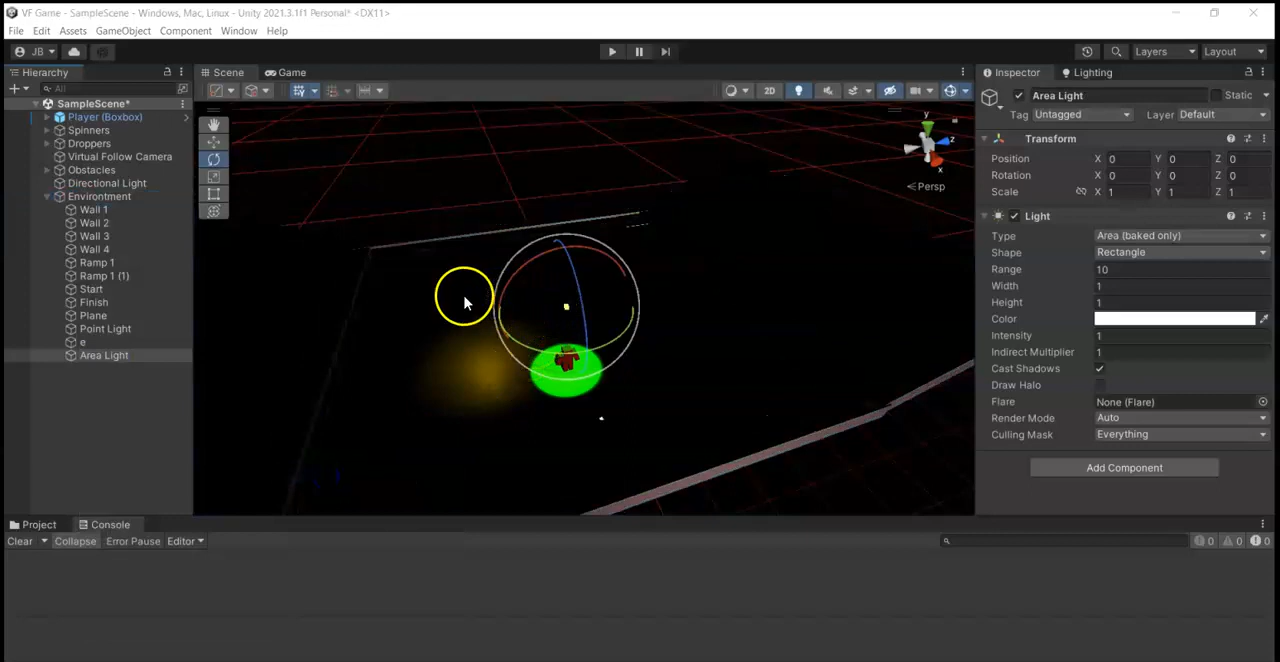 VF Game - SampleScene - Windows, Mac, Linux - Unity 2021.3.1f1 Personal* <DX11>
File Edit Assets GameObject Component Window Help
JB Layers Layout
Hierarchy Scene Game Inspector Lighting
All 2D
SampleScene* Area Light Static
Player (Boxbox) Tag Untagged Layer Default
Spinners
Droppers Transform
Virtual Follow Camera Position X 0 Y 0 Z 0
Obstacles Rotation X 0 Y 0 Z 0
Directional Light Scale X 1 Y 1 Z 1
Environtment
Wall 1 Light
Wall 2
Wall 3 Type Area (baked only)
Wall 4 Shape Rectangle
Ramp 1 Range 10
Ramp 1 (1) Width 1
Start Height 1
Finish Color
Plane Intensity 1
Point Light Indirect Multiplier 1
e Cast Shadows
Area Light Draw Halo
Flare None (Flare)
Render Mode Auto
Culling Mask Everything
Add Component
y
z
x
Persp
Project Console
Clear Collapse Error Pause Editor 0 0 0